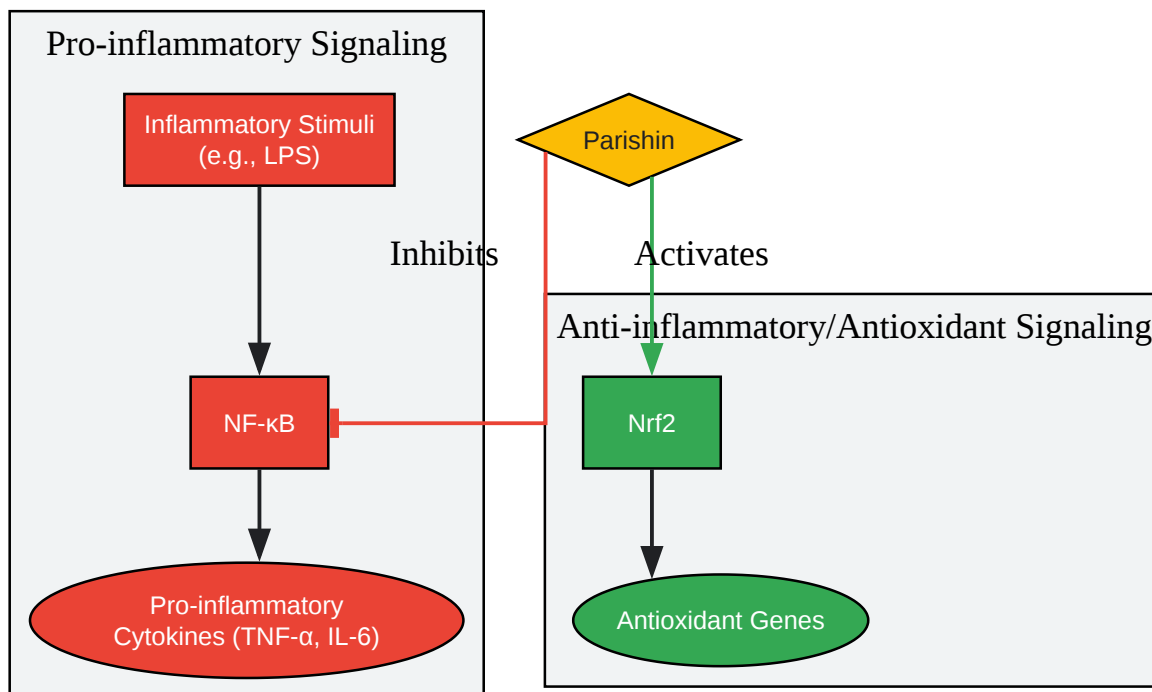 Pro-inflammatory Signaling
Inflammatory Stimuli
(e.g., LPS)
Parishin
Inhibits
Activates
Anti-inflammatory/Antioxidant Signaling
NF-κB
Nrf2
Pro-inflammatory
Cytokines (TNF-α, IL-6)
Antioxidant Genes